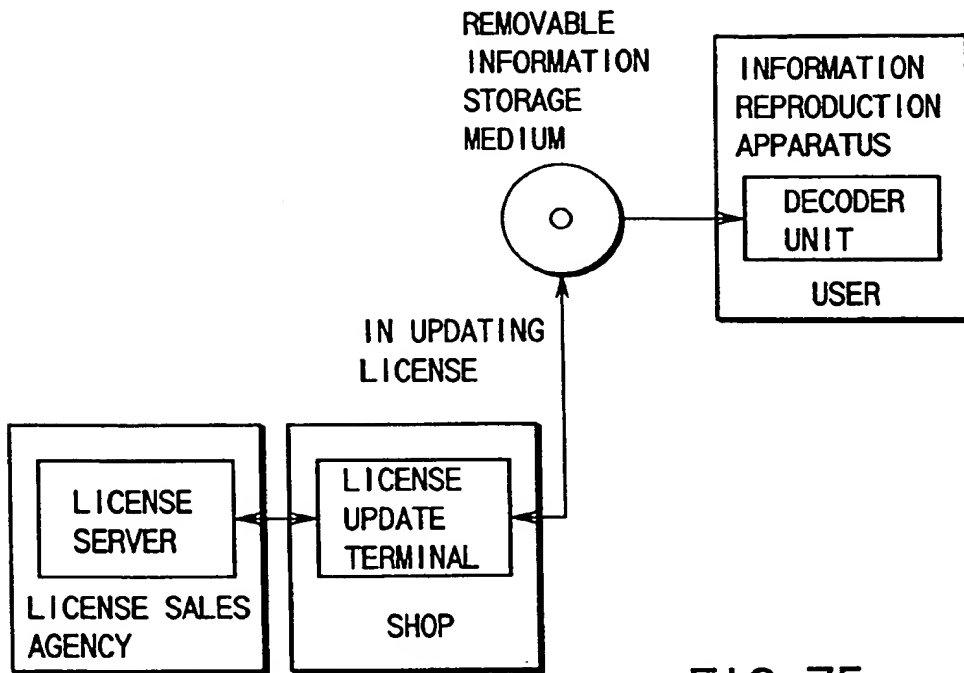 REMOVABLE
INFORMATION
STORAGE
MEDIUM
INFORMATION
REPRODUCTION
APPARATUS
DECODER
UNIT
USER
IN UPDATING
LICENSE
LICENSE
SERVER
LICENSE SALES
AGENCY
LICENSE
UPDATE
TERMINAL
SHOP